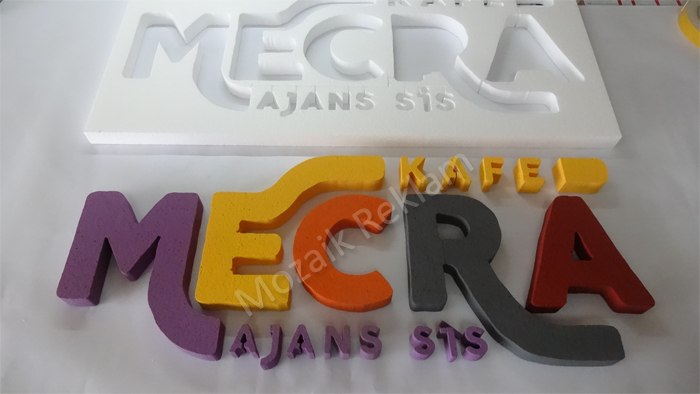 KAFE
MECRA
AJANS SİS
KAFE
MECRA
AJANS SİS
Mozaik Reklam